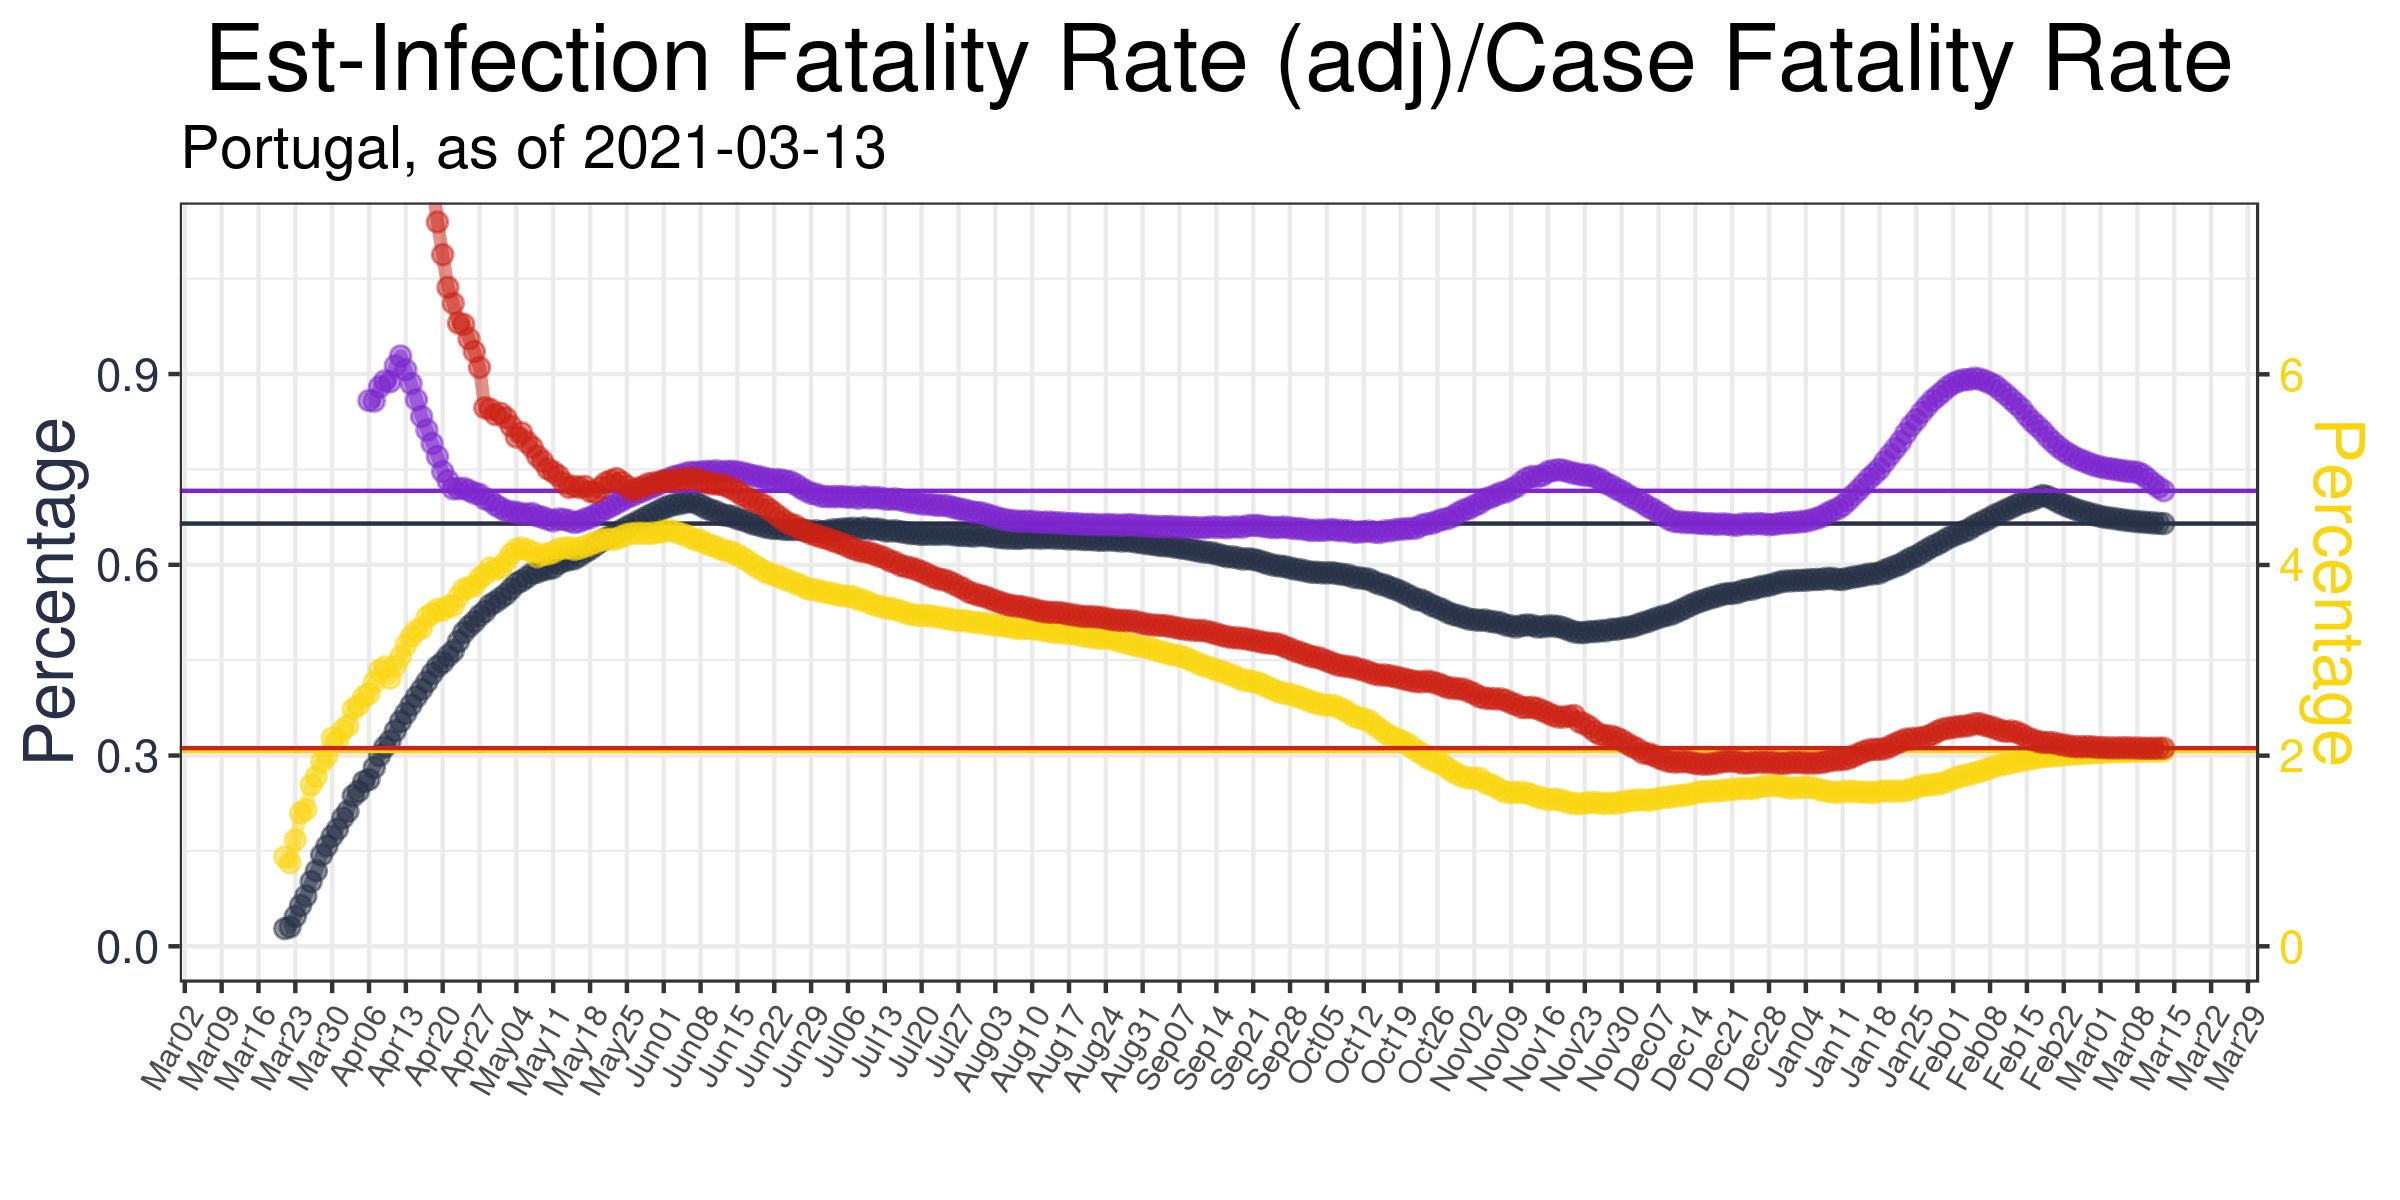 Est-Infection Fatality Rate (adj)/Case Fatality Rate
Portugal, as of 2021-03-13
Percentage
0.9
0.6
0.3
0.0
6
4
2
0
Percentage
Mar02 Mar09 Mar16 Mar23 Mar30 Apr06 Apr13 Apr20 Apr27 May04 May11 May18 May25 Jun01 Jun08 Jun15 Jun22 Jun29 Jul06 Jul13 Jul20 Jul27 Aug03 Aug10 Aug17 Aug24 Aug31 Sep07 Sep14 Sep21 Sep28 Oct05 Oct12 Oct19 Oct26 Nov02 Nov09 Nov16 Nov23 Nov30 Dec07 Dec14 Dec21 Dec28 Jan04 Jan11 Jan18 Jan25 Feb01 Feb08 Feb15 Feb22 Mar01 Mar08 Mar15 Mar22 Mar29